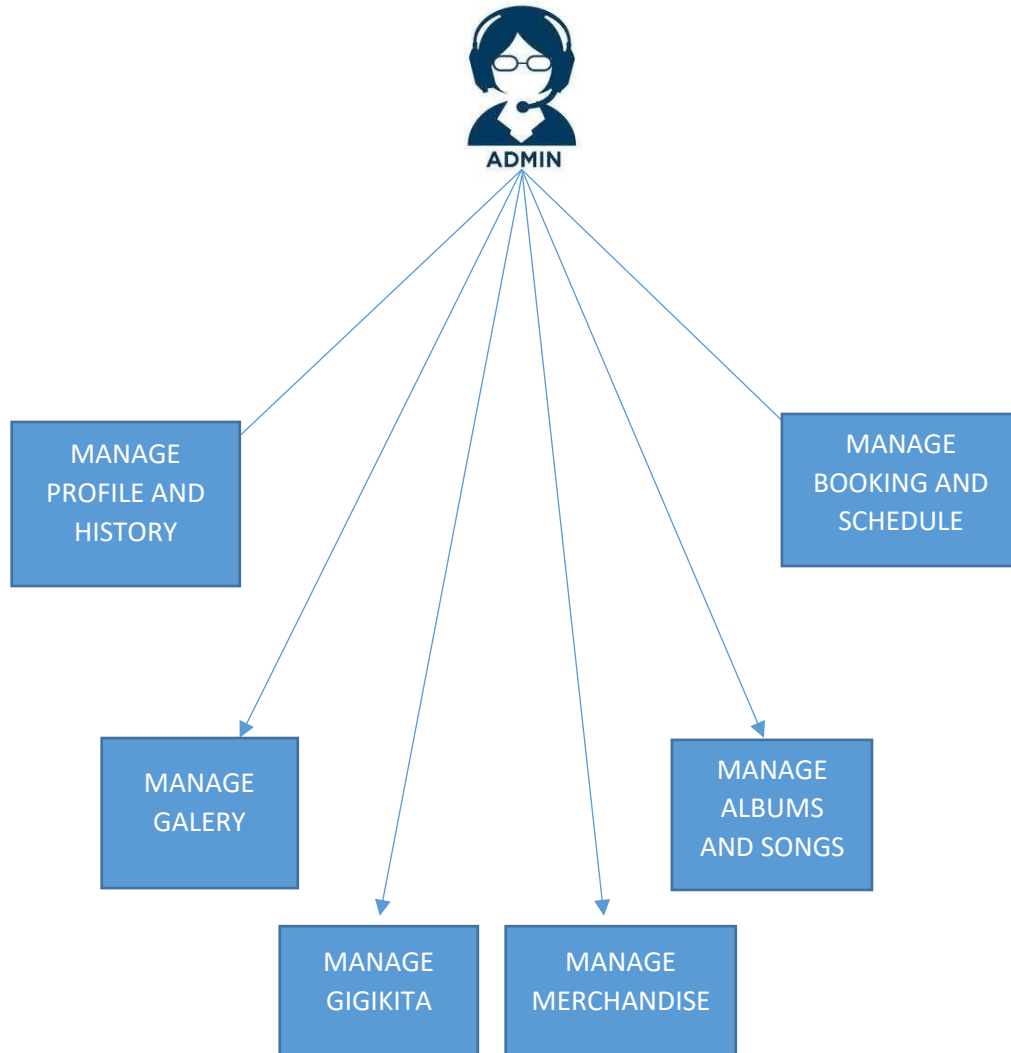 ADMIN
MANAGE
PROFILE AND
HISTORY
MANAGE
BOOKING AND
SCHEDULE
MANAGE
GALERY
MANAGE
ALBUMS
AND SONGS
MANAGE
GIGIKITA
MANAGE
MERCHANDISE